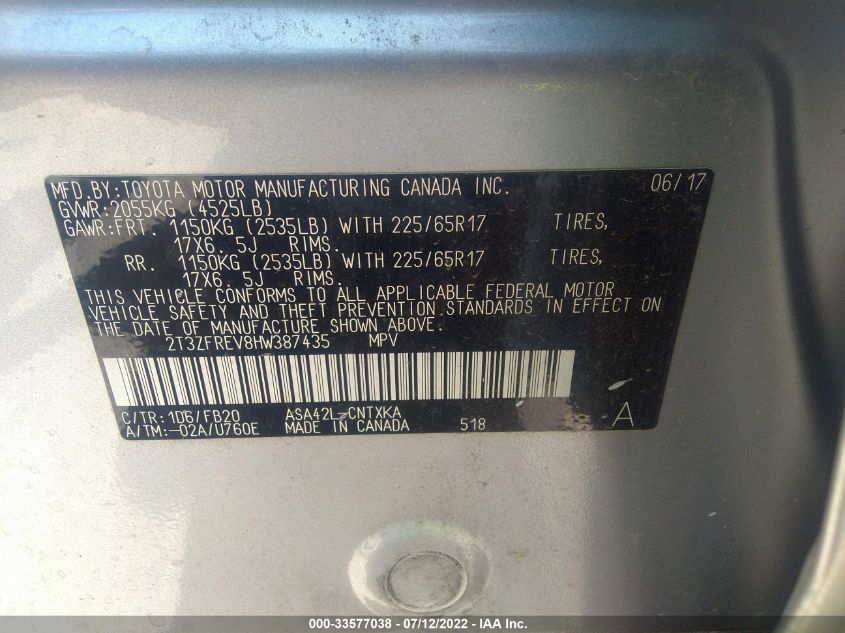 MFD.BY:TOYOTA MOTOR MANUFACTURING CANADA INC. 06/17
GVWR:2055KG (4525LB)
GAWR:FRT. 1150KG (2535LB) WITH 225/65R17 TIRES,
17X6. 5J RIMS.
RR. 1150KG (2535LB) WITH 225/65R17 TIRES,
17X6. 5J RIMS.
THIS VEHICLE CONFORMS TO ALL APPLICABLE FEDERAL MOTOR
VEHICLE SAFETY AND THEFT PREVENTION STANDARDS IN EFFECT ON
THE DATE OF MANUFACTURE SHOWN ABOVE.
2T3ZFREV8HW387435 MPV
C/TR:1D6/FB20 ASA42L-CNTXKA
A/TM:-02A/U760E MADE IN CANADA 518 A
000-33577038 - 07/12/2022 - IAA Inc.